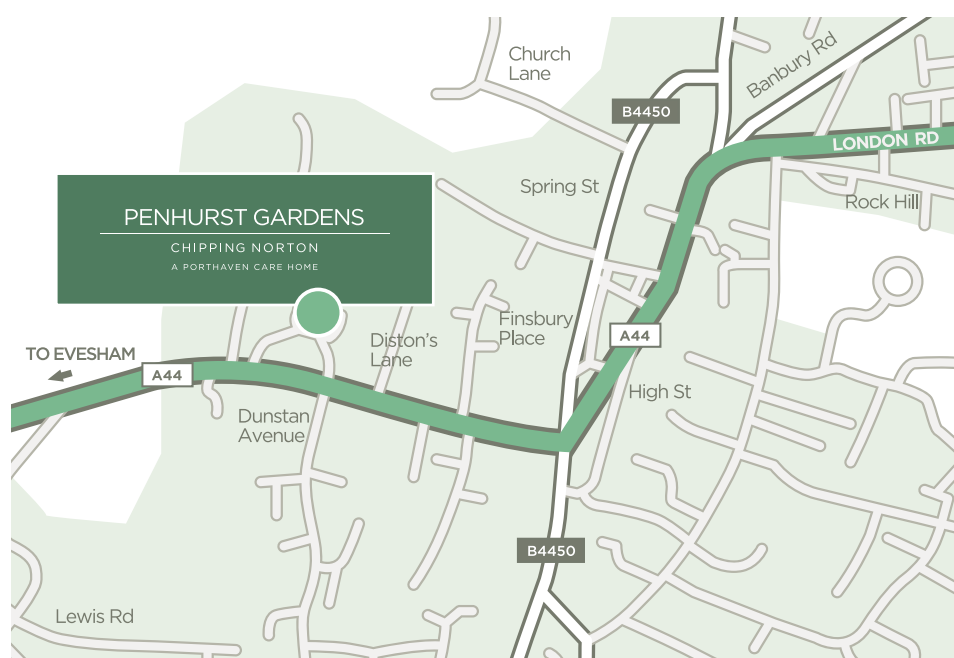 Church
Lane
Banbury Rd
B4450
LONDON RD
Spring St
Rock Hill
PENHURST GARDENS
CHIPPING NORTON
A PORTHAVEN CARE HOME
Finsbury
Place
Diston's
Lane
A44
TO EVESHAM
A44
High St
Dunstan
Avenue
B4450
Lewis Rd